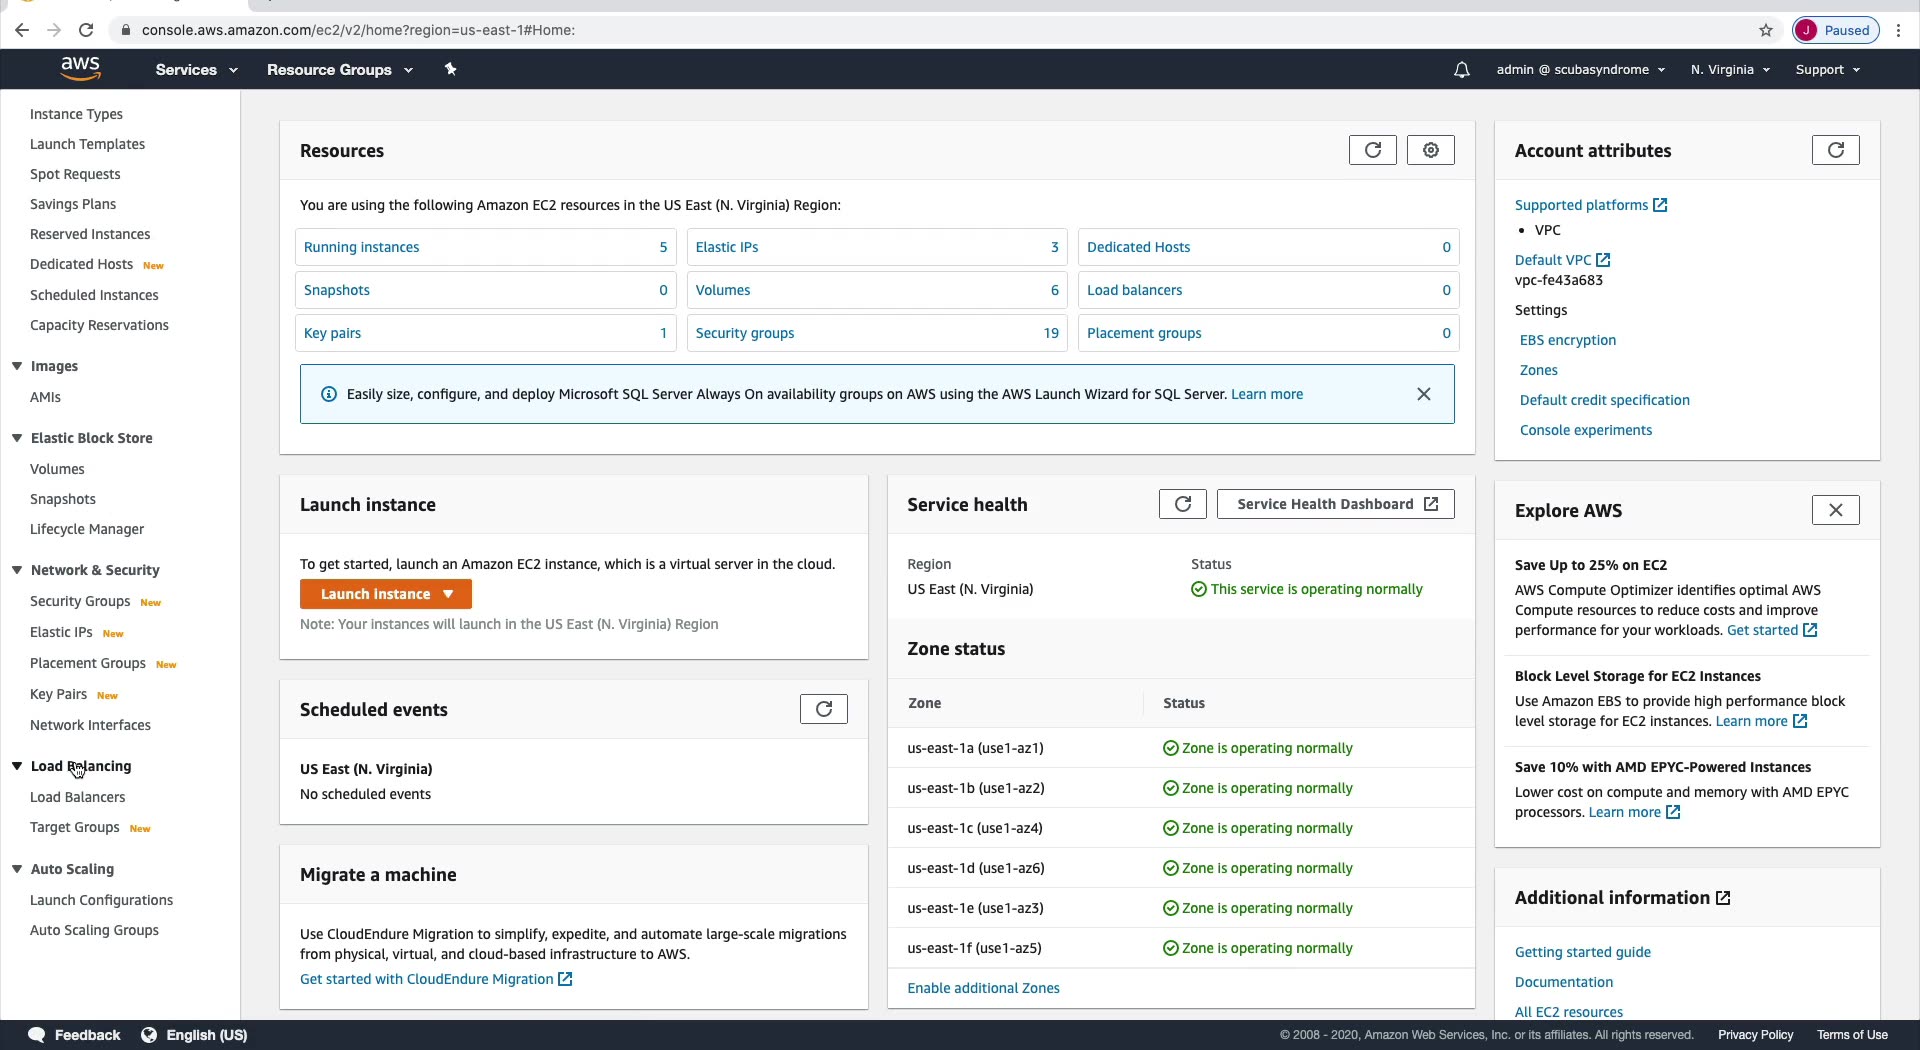 console.aws.amazon.com/ec2/v2/home?region=us-east-1#Home:
J Paused
aws Services Resource Groups admin @ scubasyndrome N. Virginia Support
Instance Types
Launch Templates
Spot Requests
Savings Plans
Reserved Instances
Dedicated Hosts New
Scheduled Instances
Capacity Reservations
Images
AMIs
Elastic Block Store
Volumes
Snapshots
Lifecycle Manager
Network & Security
Security Groups New
Elastic IPs New
Placement Groups New
Key Pairs New
Network Interfaces
Load Balancing
Load Balancers
Target Groups New
Auto Scaling
Launch Configurations
Auto Scaling Groups
Resources
You are using the following Amazon EC2 resources in the US East (N. Virginia) Region:
Running instances 5 Elastic IPs 3 Dedicated Hosts 0
Snapshots 0 Volumes 6 Load balancers 0
Key pairs 1 Security groups 19 Placement groups 0
Easily size, configure, and deploy Microsoft SQL Server Always On availability groups on AWS using the AWS Launch Wizard for SQL Server. Learn more
Launch instance
To get started, launch an Amazon EC2 instance, which is a virtual server in the cloud.
Launch instance
Note: Your instances will launch in the US East (N. Virginia) Region
Scheduled events
US East (N. Virginia)
No scheduled events
Migrate a machine
Use CloudEndure Migration to simplify, expedite, and automate large-scale migrations
from physical, virtual, and cloud-based infrastructure to AWS.
Get started with CloudEndure Migration
Service health
Service Health Dashboard
Region Status
US East (N. Virginia) This service is operating normally
Zone status
Zone Status
us-east-1a (use1-az1) Zone is operating normally
us-east-1b (use1-az2) Zone is operating normally
us-east-1c (use1-az4) Zone is operating normally
us-east-1d (use1-az6) Zone is operating normally
us-east-1e (use1-az3) Zone is operating normally
us-east-1f (use1-az5) Zone is operating normally
Enable additional Zones
Account attributes
Supported platforms
• VPC
Default VPC
vpc-fe43a683
Settings
EBS encryption
Zones
Default credit specification
Console experiments
Explore AWS
Save Up to 25% on EC2
AWS Compute Optimizer identifies optimal AWS
Compute resources to reduce costs and improve
performance for your workloads. Get started
Block Level Storage for EC2 Instances
Use Amazon EBS to provide high performance block
level storage for EC2 instances. Learn more
Save 10% with AMD EPYC-Powered Instances
Lower cost on compute and memory with AMD EPYC
processors. Learn more
Additional information
Getting started guide
Documentation
All EC2 resources
Feedback English (US) © 2008 - 2020, Amazon Web Services, Inc. or its affiliates. All rights reserved. Privacy Policy Terms of Use